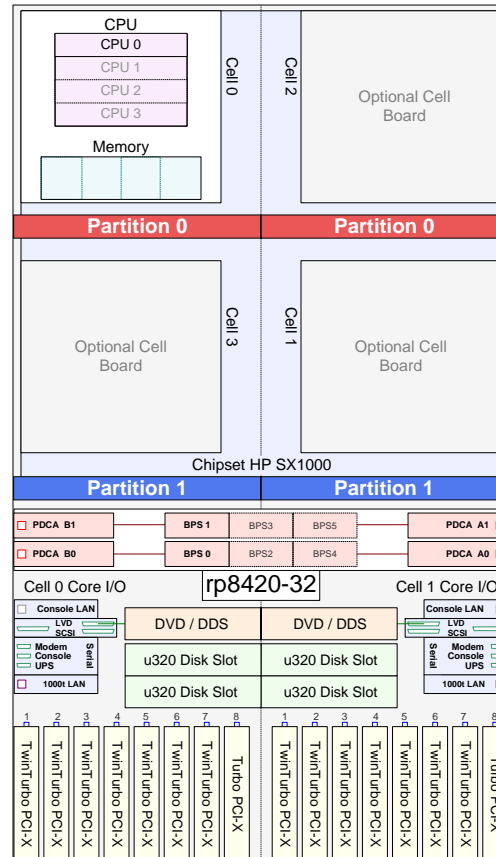 CPU
CPU 0
CPU 1
CPU 2
CPU 3
Memory
Cell 0
Cell 2
Optional Cell
Board
Partition 0
Partition 0
Optional Cell
Board
Cell 3
Cell 1
Optional Cell
Board
Chipset HP SX1000
Partition 1
Partition 1
PDCA B1
BPS 1
BPS3
BPS5
PDCA A1
PDCA B0
BPS 0
BPS2
BPS4
PDCA A0
Cell 0 Core I/O
rp8420-32
Cell 1 Core I/O
Console LAN
LVD
SCSI
Modem
Console
UPS
Serial
1000t LAN
DVD / DDS
DVD / DDS
u320 Disk Slot
u320 Disk Slot
u320 Disk Slot
u320 Disk Slot
Console LAN
LVD
SCSI
Serial
Modem
Console
UPS
1000t LAN
1
2
3
4
5
6
7
8
1
2
3
4
5
6
7
8
TwinTurbo PCI-X
TwinTurbo PCI-X
TwinTurbo PCI-X
TwinTurbo PCI-X
TwinTurbo PCI-X
TwinTurbo PCI-X
TwinTurbo PCI-X
Turbo PCI-X
TwinTurbo PCI-X
TwinTurbo PCI-X
TwinTurbo PCI-X
TwinTurbo PCI-X
TwinTurbo PCI-X
TwinTurbo PCI-X
TwinTurbo PCI-X
Turbo PCI-X